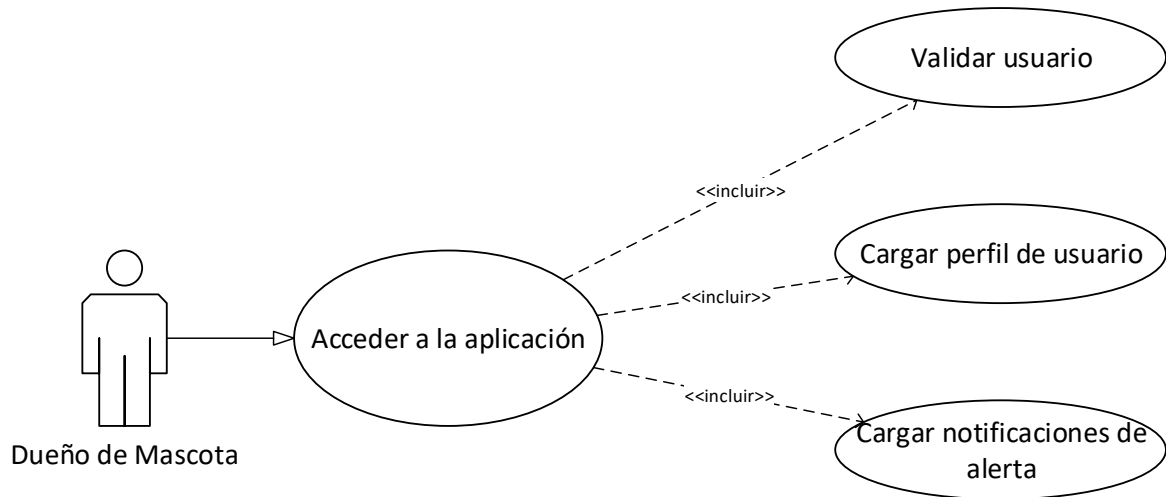 Validar usuario
<<incluir>>
Cargar perfil de usuario
<<incluir>>
Acceder a la aplicación
<<incluir>>
Cargar notificaciones de
alerta
Dueño de Mascota